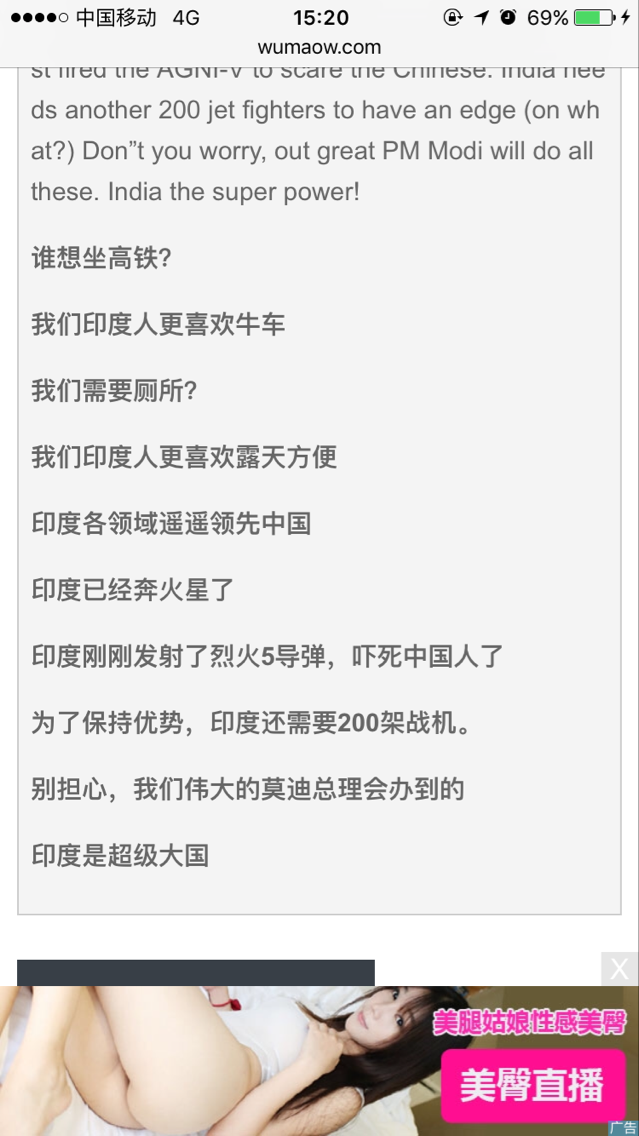 中国移动 4G 15:20 69%
wumaow.com
st fired the AGNI-V to scare the Chinese. India nee
ds another 200 jet fighters to have an edge (on wh
at?) Don”t you worry, out great PM Modi will do all
these. India the super power!
谁想坐高铁?
我们印度人更喜欢牛车
我们需要厕所?
我们印度人更喜欢露天方便
印度各领域遥遥领先中国
印度已经奔火星了
印度刚刚发射了烈火5导弹，吓死中国人了
为了保持优势，印度还需要200架战机。
别担心，我们伟大的莫迪总理会办到的
印度是超级大国
X
美腿姑娘性感美臀
美臀直播
广告